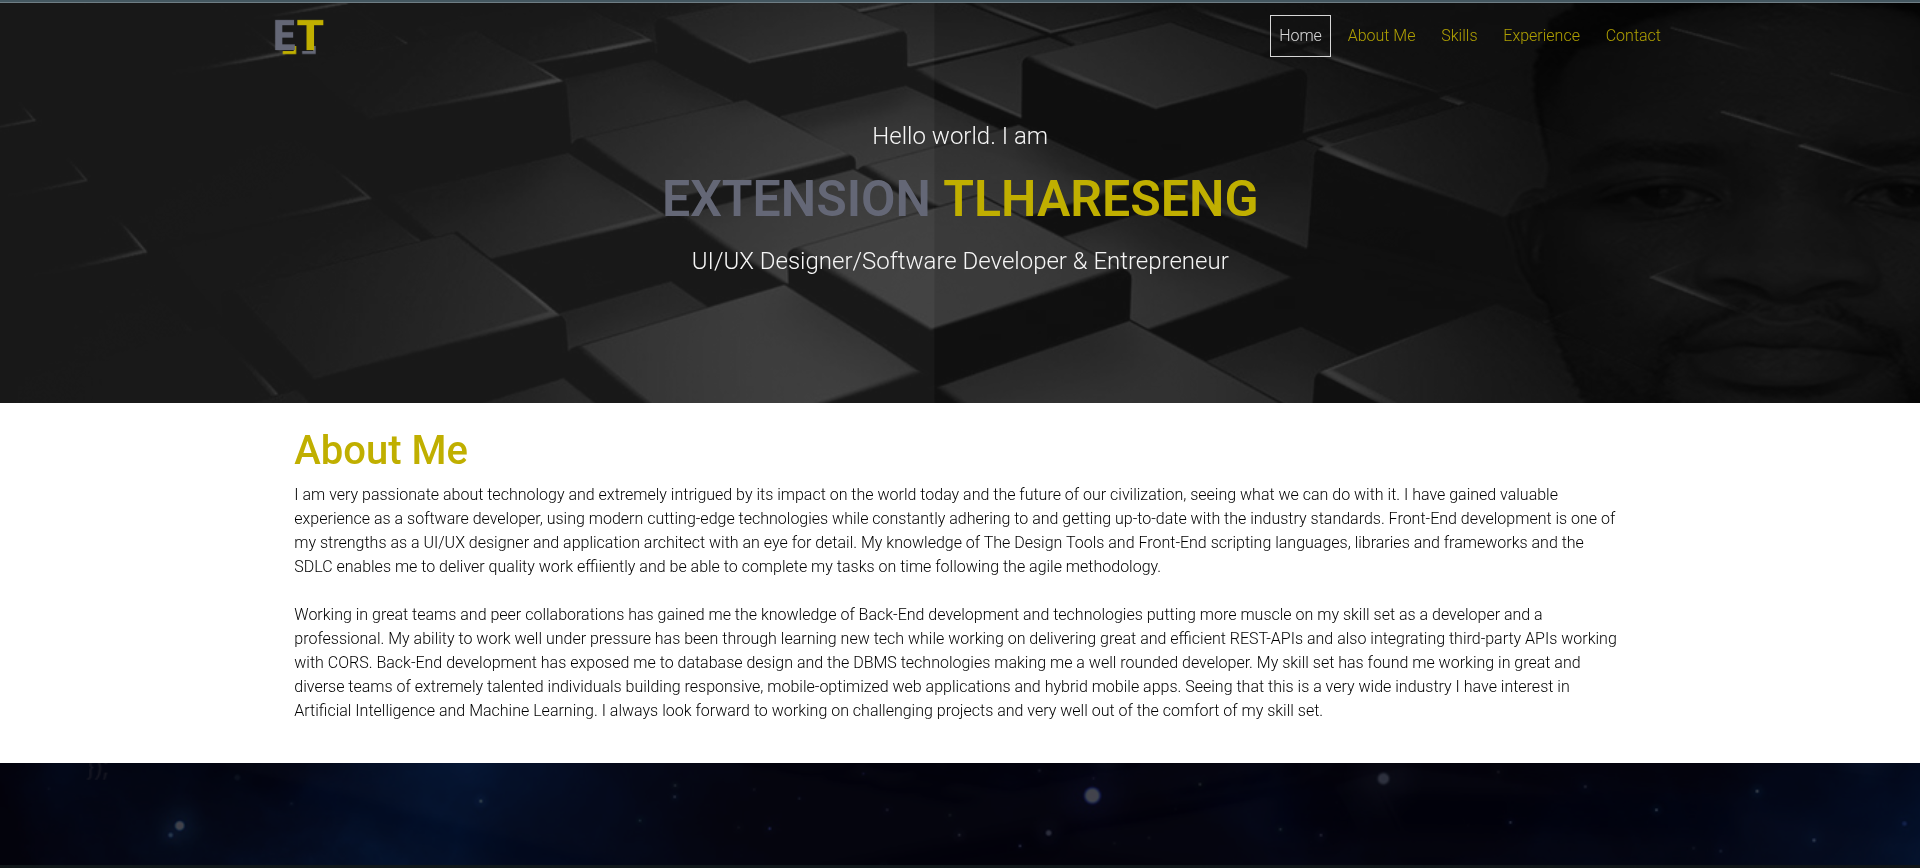 ET
Home About Me Skills Experience Contact
Hello world. I am
EXTENSION TLHARESENG
UI/UX Designer/Software Developer & Entrepreneur
About Me
I am very passionate about technology and extremely intrigued by its impact on the world today and the future of our civilization, seeing what we can do with it. I have gained valuable
experience as a software developer, using modern cutting-edge technologies while constantly adhering to and getting up-to-date with the industry standards. Front-End development is one of
my strengths as a UI/UX designer and application architect with an eye for detail. My knowledge of The Design Tools and Front-End scripting languages, libraries and frameworks and the
SDLC enables me to deliver quality work effiiently and be able to complete my tasks on time following the agile methodology.
Working in great teams and peer collaborations has gained me the knowledge of Back-End development and technologies putting more muscle on my skill set as a developer and a
professional. My ability to work well under pressure has been through learning new tech while working on delivering great and efficient REST-APIs and also integrating third-party APIs working
with CORS. Back-End development has exposed me to database design and the DBMS technologies making me a well rounded developer. My skill set has found me working in great and
diverse teams of extremely talented individuals building responsive, mobile-optimized web applications and hybrid mobile apps. Seeing that this is a very wide industry I have interest in
Artificial Intelligence and Machine Learning. I always look forward to working on challenging projects and very well out of the comfort of my skill set.